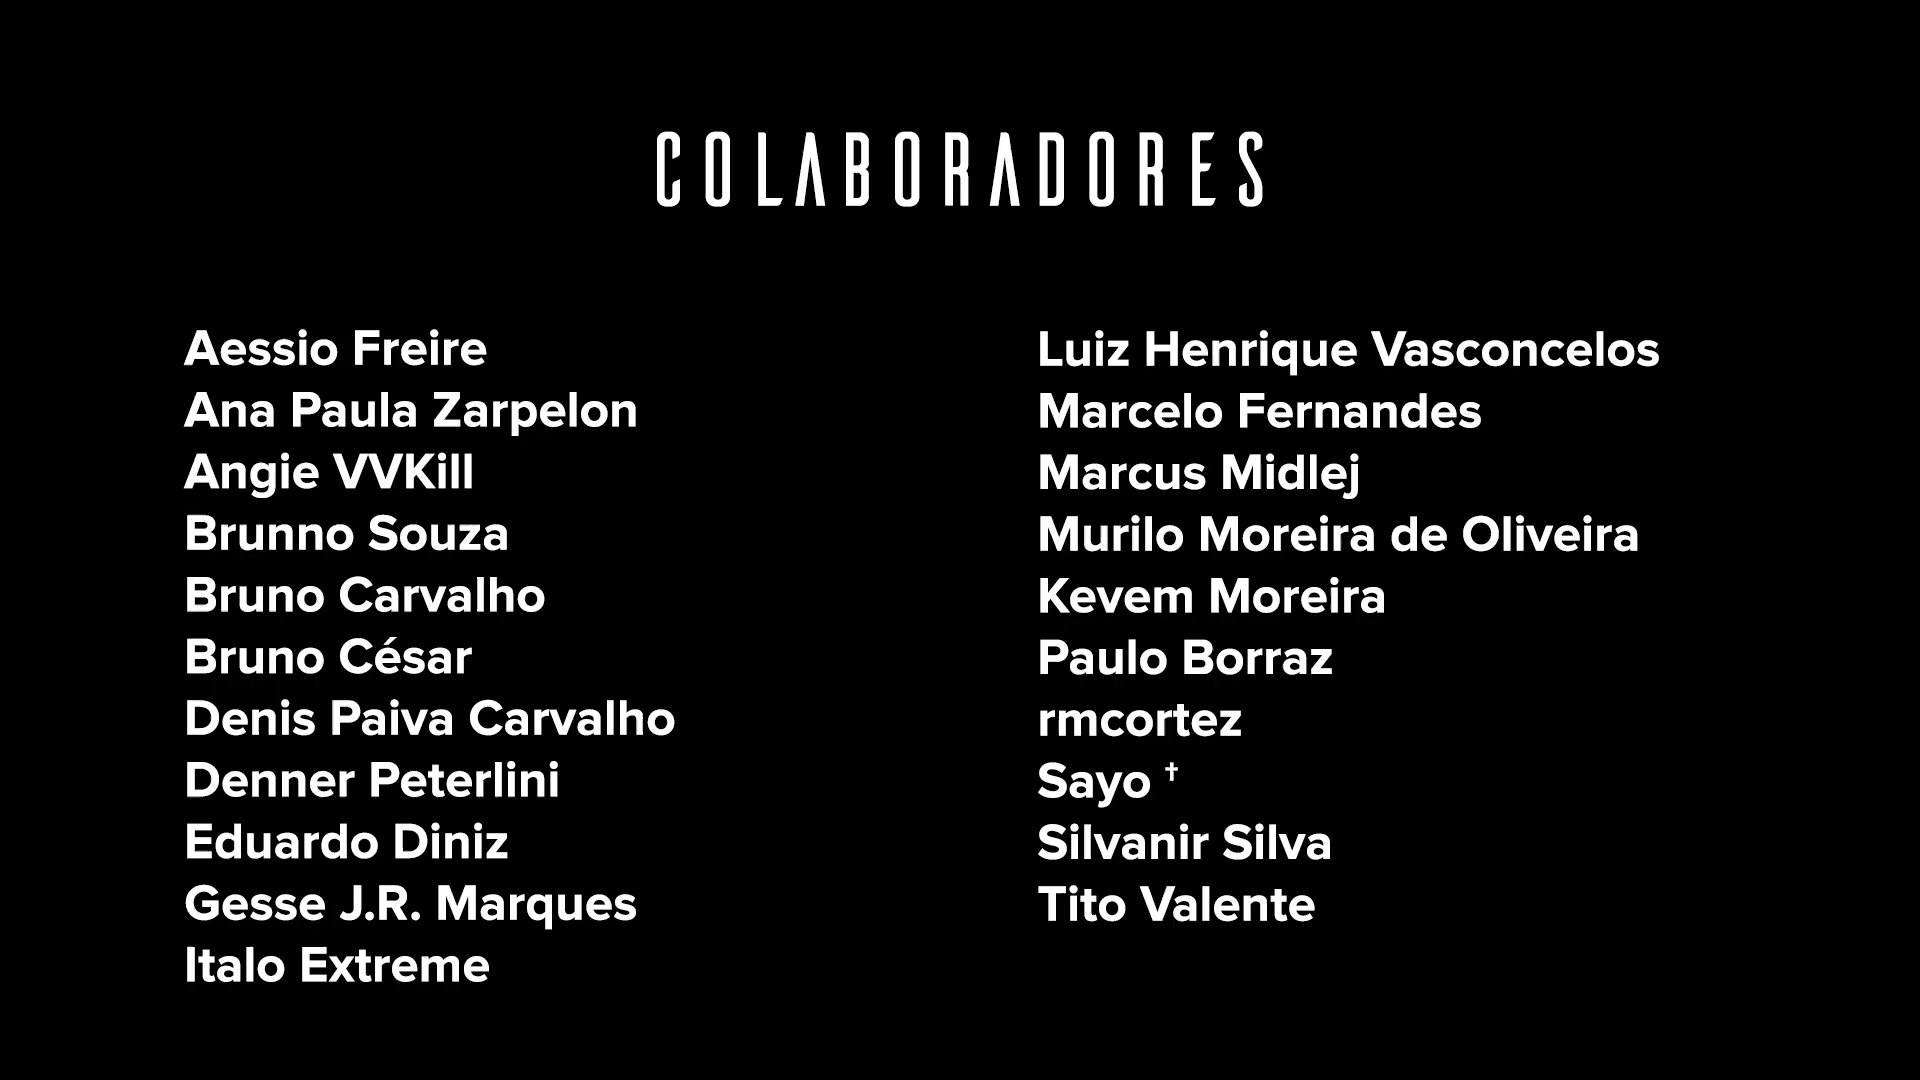 COLABORADORES
Aessio Freire
Ana Paula Zarpelon
Angie VVKill
Brunno Souza
Bruno Carvalho
Bruno César
Denis Paiva Carvalho
Denner Peterlini
Eduardo Diniz
Gesse J.R. Marques
Italo Extreme
Luiz Henrique Vasconcelos
Marcelo Fernandes
Marcus Midlej
Murilo Moreira de Oliveira
Kevem Moreira
Paulo Borraz
rmcortez
Sayo †
Silvanir Silva
Tito Valente